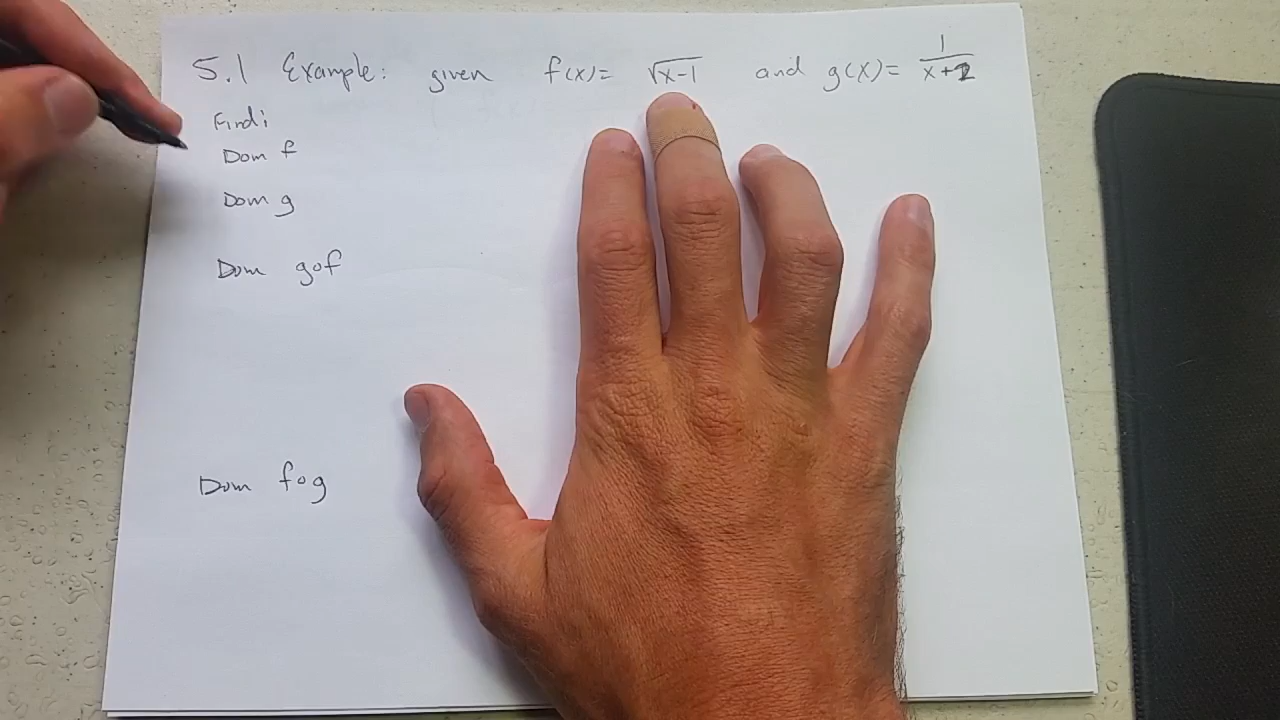 5.1 Example: given f(x)= √x-1 and g(x)= 1/x+2
Find:
Dom f
Dom g
Dom g∘f
Dom f∘g